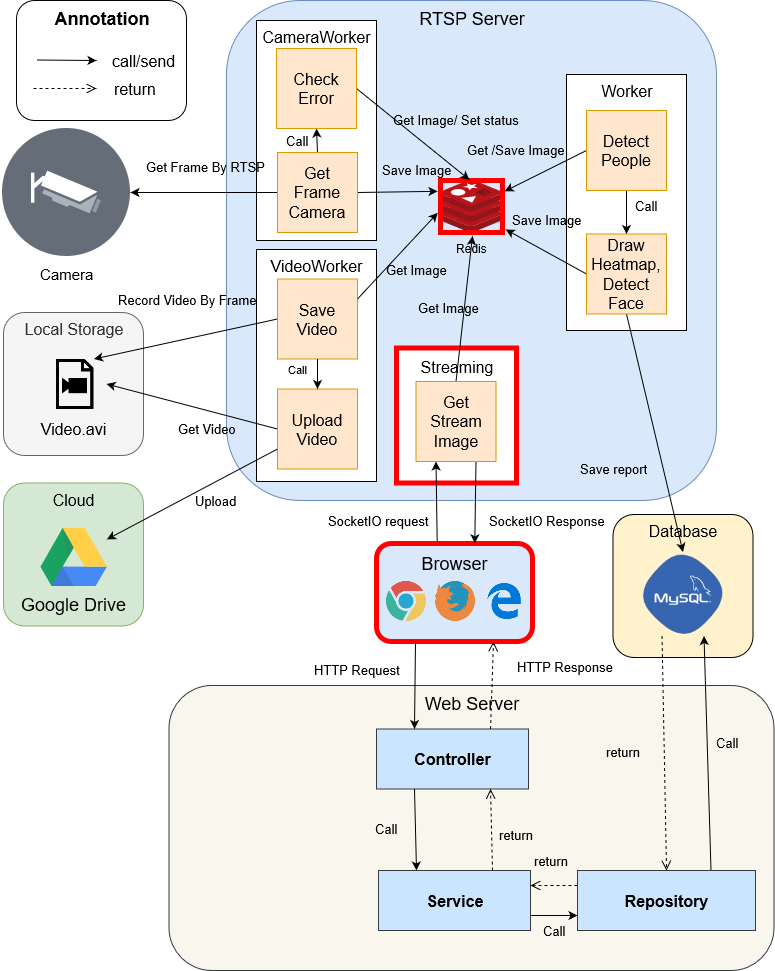 Annotation
call/send
return
RTSP Server
CameraWorker
Check
Error
Call
Get
Frame
Camera
Get Frame By RTSP
Camera
Get Image/ Set status
Save Image
Redis
Worker
Detect
People
Get /Save Image
Call
Save Image
Draw
Heatmap,
Detect
Face
VideoWorker
Save
Video
Get Image
Record Video By Frame
Call
Upload
Video
Get Video
Upload
Local Storage
Video.avi
Cloud
Google Drive
Get Image
Streaming
Get
Stream
Image
SocketIO request
SocketIO Response
Save report
Browser
Database
MySQL
HTTP Request
HTTP Response
Web Server
Controller
Call
return
return
Call
return
Service
Call
Repository